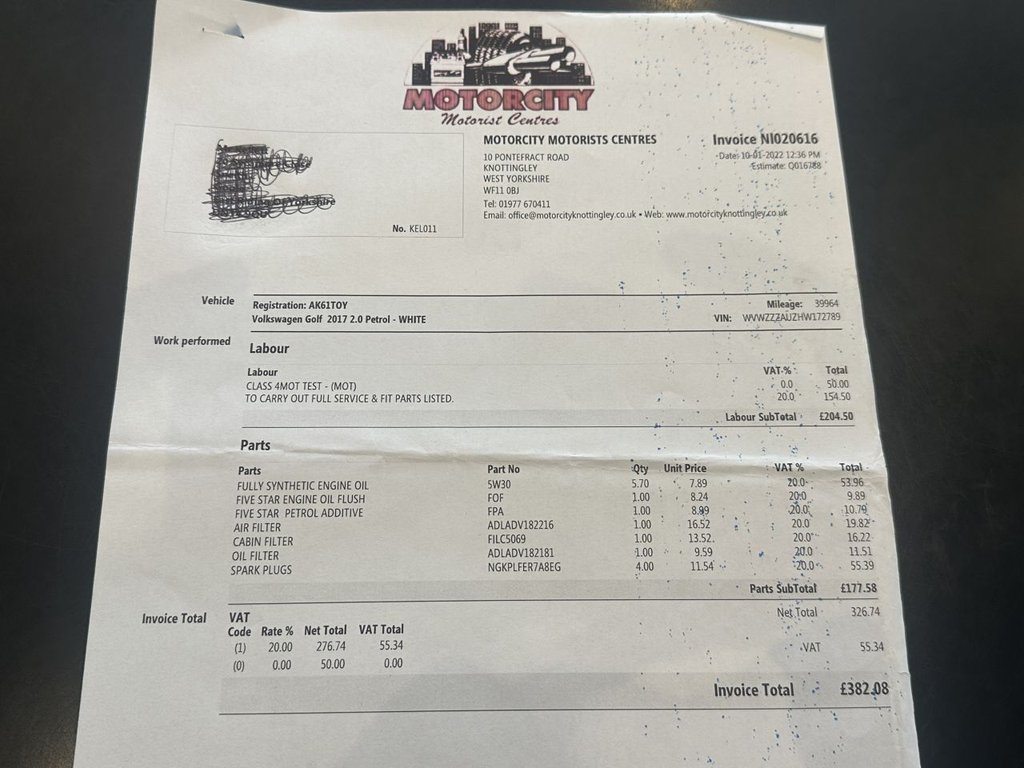 MOTORCITY
Motorist Centres
MOTORCITY MOTORISTS CENTRES
10 PONTEFRACT ROAD
KNOTTINGLEY
WEST YORKSHIRE
WF11 0BJ
Tel: 01977 670411
Email: office@motorcityknottingley.co.uk • Web: www.motorcityknottingley.co.uk
Invoice NI020616
Date: 10-01-2022 12:36 PM
Estimate: Q016788
No. KEL011
Vehicle Registration: AK61TOY Mileage: 39964
Volkswagen Golf 2017 2.0 Petrol - WHITE VIN: WVWZZZAUZHW172789
Work performed Labour
Labour VAT % Total
CLASS 4MOT TEST - (MOT) 0.0 50.00
TO CARRY OUT FULL SERVICE & FIT PARTS LISTED. 20.0 154.50
Labour SubTotal £204.50
Parts
Parts Part No Qty Unit Price VAT % Total
FULLY SYNTHETIC ENGINE OIL 5W30 5.70 7.89 20.0 53.96
FIVE STAR ENGINE OIL FLUSH FOF 1.00 8.24 20.0 9.89
FIVE STAR PETROL ADDITIVE FPA 1.00 8.99 20.0 10.79
AIR FILTER ADLADV182216 1.00 16.52 20.0 19.82
CABIN FILTER FILC5069 1.00 13.52 20.0 16.22
OIL FILTER ADLADV182181 1.00 9.59 20.0 11.51
SPARK PLUGS NGKPLFER7A8EG 4.00 11.54 20.0 55.39
Parts SubTotal £177.58
Invoice Total VAT Code Rate % Net Total VAT Total
(1) 20.00 276.74 55.34
(0) 0.00 50.00 0.00
Net Total 326.74
VAT 55.34
Invoice Total £382.08